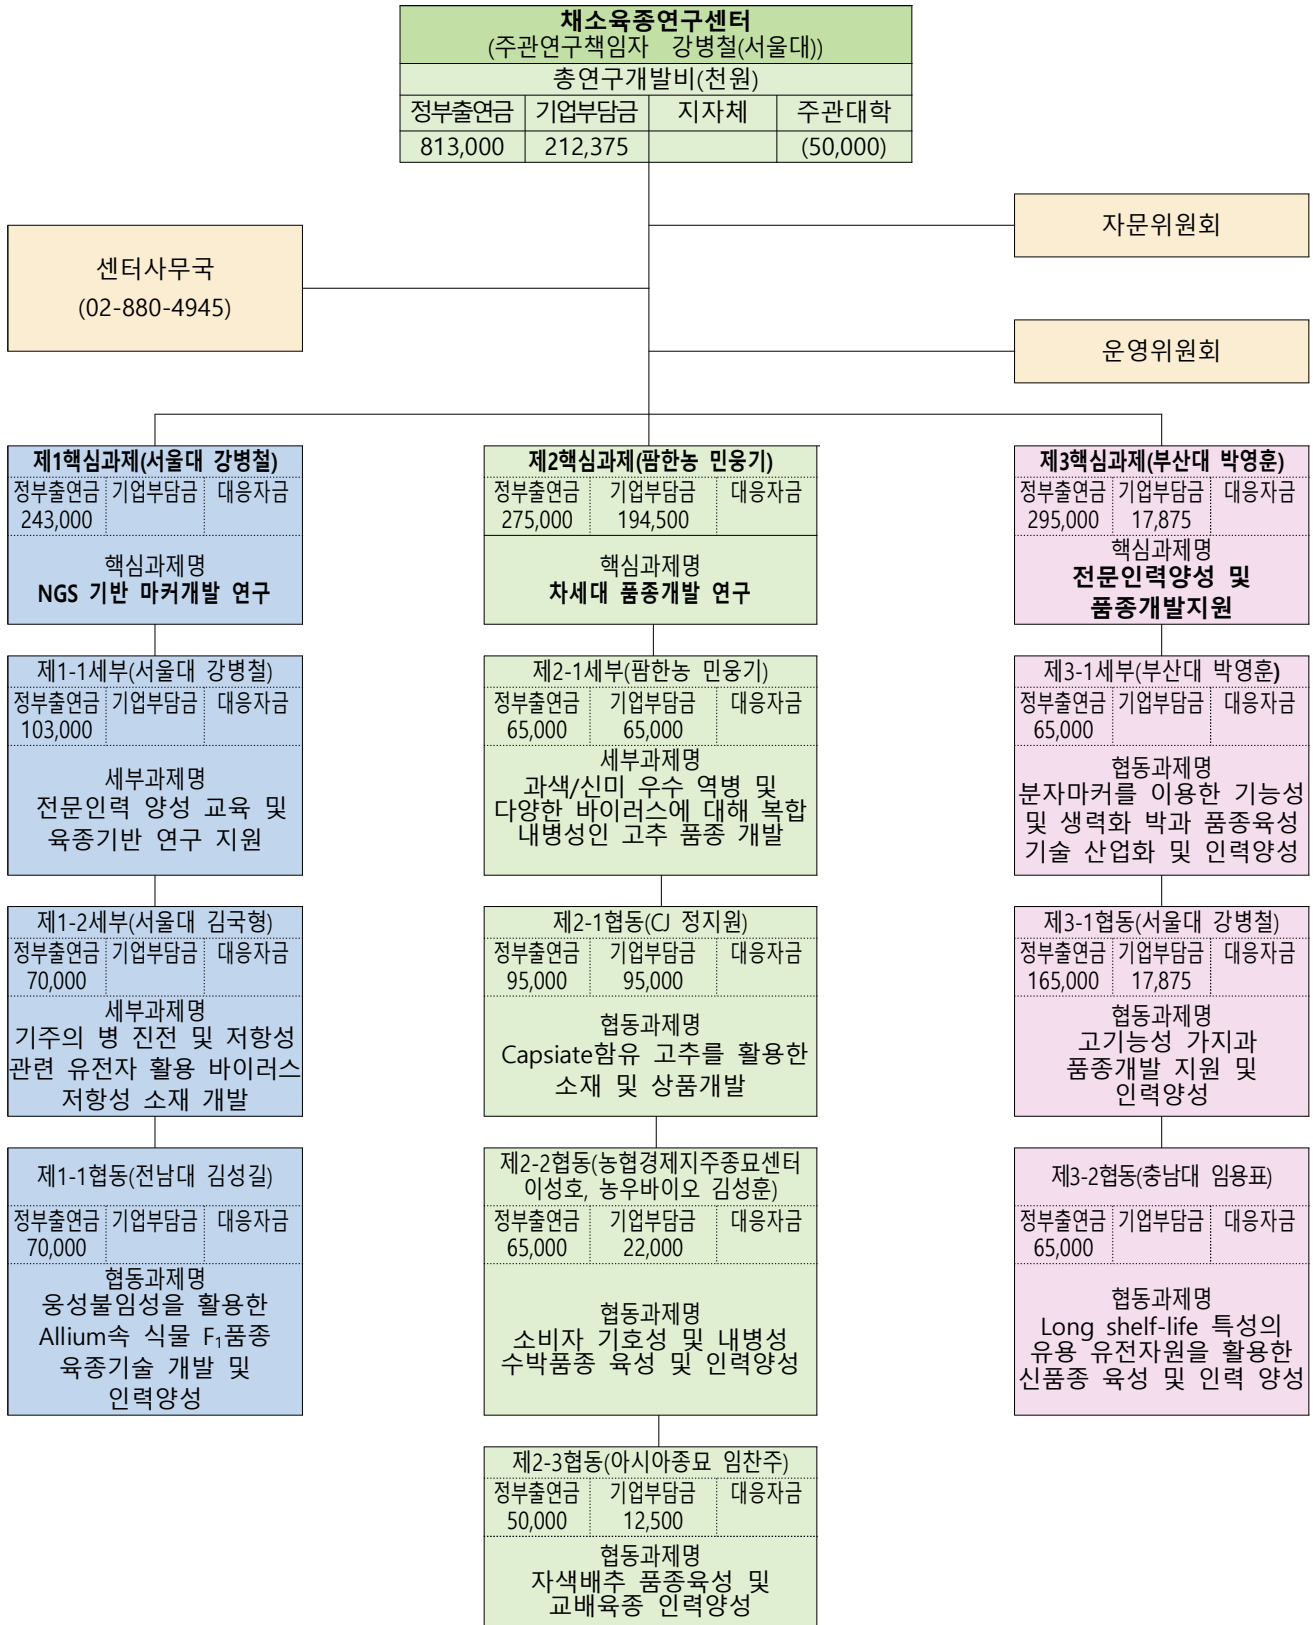 채소육종연구센터
(주관연구책임자 강병철(서울대))
총연구개발비(천원)
정부출연금 기업부담금 지자체 주관대학
813,000 212,375 (50,000)
자문위원회
센터사무국
(02-880-4945)
운영위원회
제1핵심과제(서울대 강병철)
정부출연금 기업부담금 대응자금
243,000
핵심과제명
NGS 기반 마커개발 연구
제1-1세부(서울대 강병철)
정부출연금 기업부담금 대응자금
103,000
세부과제명
전문인력 양성 교육 및
육종기반 연구 지원
제1-2세부(서울대 김국형)
정부출연금 기업부담금 대응자금
70,000
세부과제명
기주의 병 진전 및 저항성
관련 유전자 활용 바이러스
저항성 소재 개발
제1-1협동(전남대 김성길)
정부출연금 기업부담금 대응자금
70,000
협동과제명
웅성불임성을 활용한
Allium속 식물 F₁품종
육종기술 개발 및
인력양성
제2핵심과제(팜한농 민웅기)
정부출연금 기업부담금 대응자금
275,000 194,500
핵심과제명
차세대 품종개발 연구
제2-1세부(팜한농 민웅기)
정부출연금 기업부담금 대응자금
65,000 65,000
세부과제명
과색/신미 우수 역병 및
다양한 바이러스에 대해 복합
내병성인 고추 품종 개발
제2-1협동(CJ 정지원)
정부출연금 기업부담금 대응자금
95,000 95,000
협동과제명
Capsiate함유 고추를 활용한
소재 및 상품개발
제2-2협동(농협경제지주종묘센터
이성호, 농우바이오 김성훈)
정부출연금 기업부담금 대응자금
65,000 22,000
협동과제명
소비자 기호성 및 내병성
수박품종 육성 및 인력양성
제2-3협동(아시아종묘 임찬주)
정부출연금 기업부담금 대응자금
50,000 12,500
협동과제명
자색배추 품종육성 및
교배육종 인력양성
제3핵심과제(부산대 박영훈)
정부출연금 기업부담금 대응자금
295,000 17,875
핵심과제명
전문인력양성 및
품종개발지원
제3-1세부(부산대 박영훈)
정부출연금 기업부담금 대응자금
65,000
협동과제명
분자마커를 이용한 기능성
및 생력화 박과 품종육성
기술 산업화 및 인력양성
제3-1협동(서울대 강병철)
정부출연금 기업부담금 대응자금
165,000 17,875
협동과제명
고기능성 가지과
품종개발 지원 및
인력양성
제3-2협동(충남대 임용표)
정부출연금 기업부담금 대응자금
65,000
협동과제명
Long shelf-life 특성의
유용 유전자원을 활용한
신품종 육성 및 인력 양성